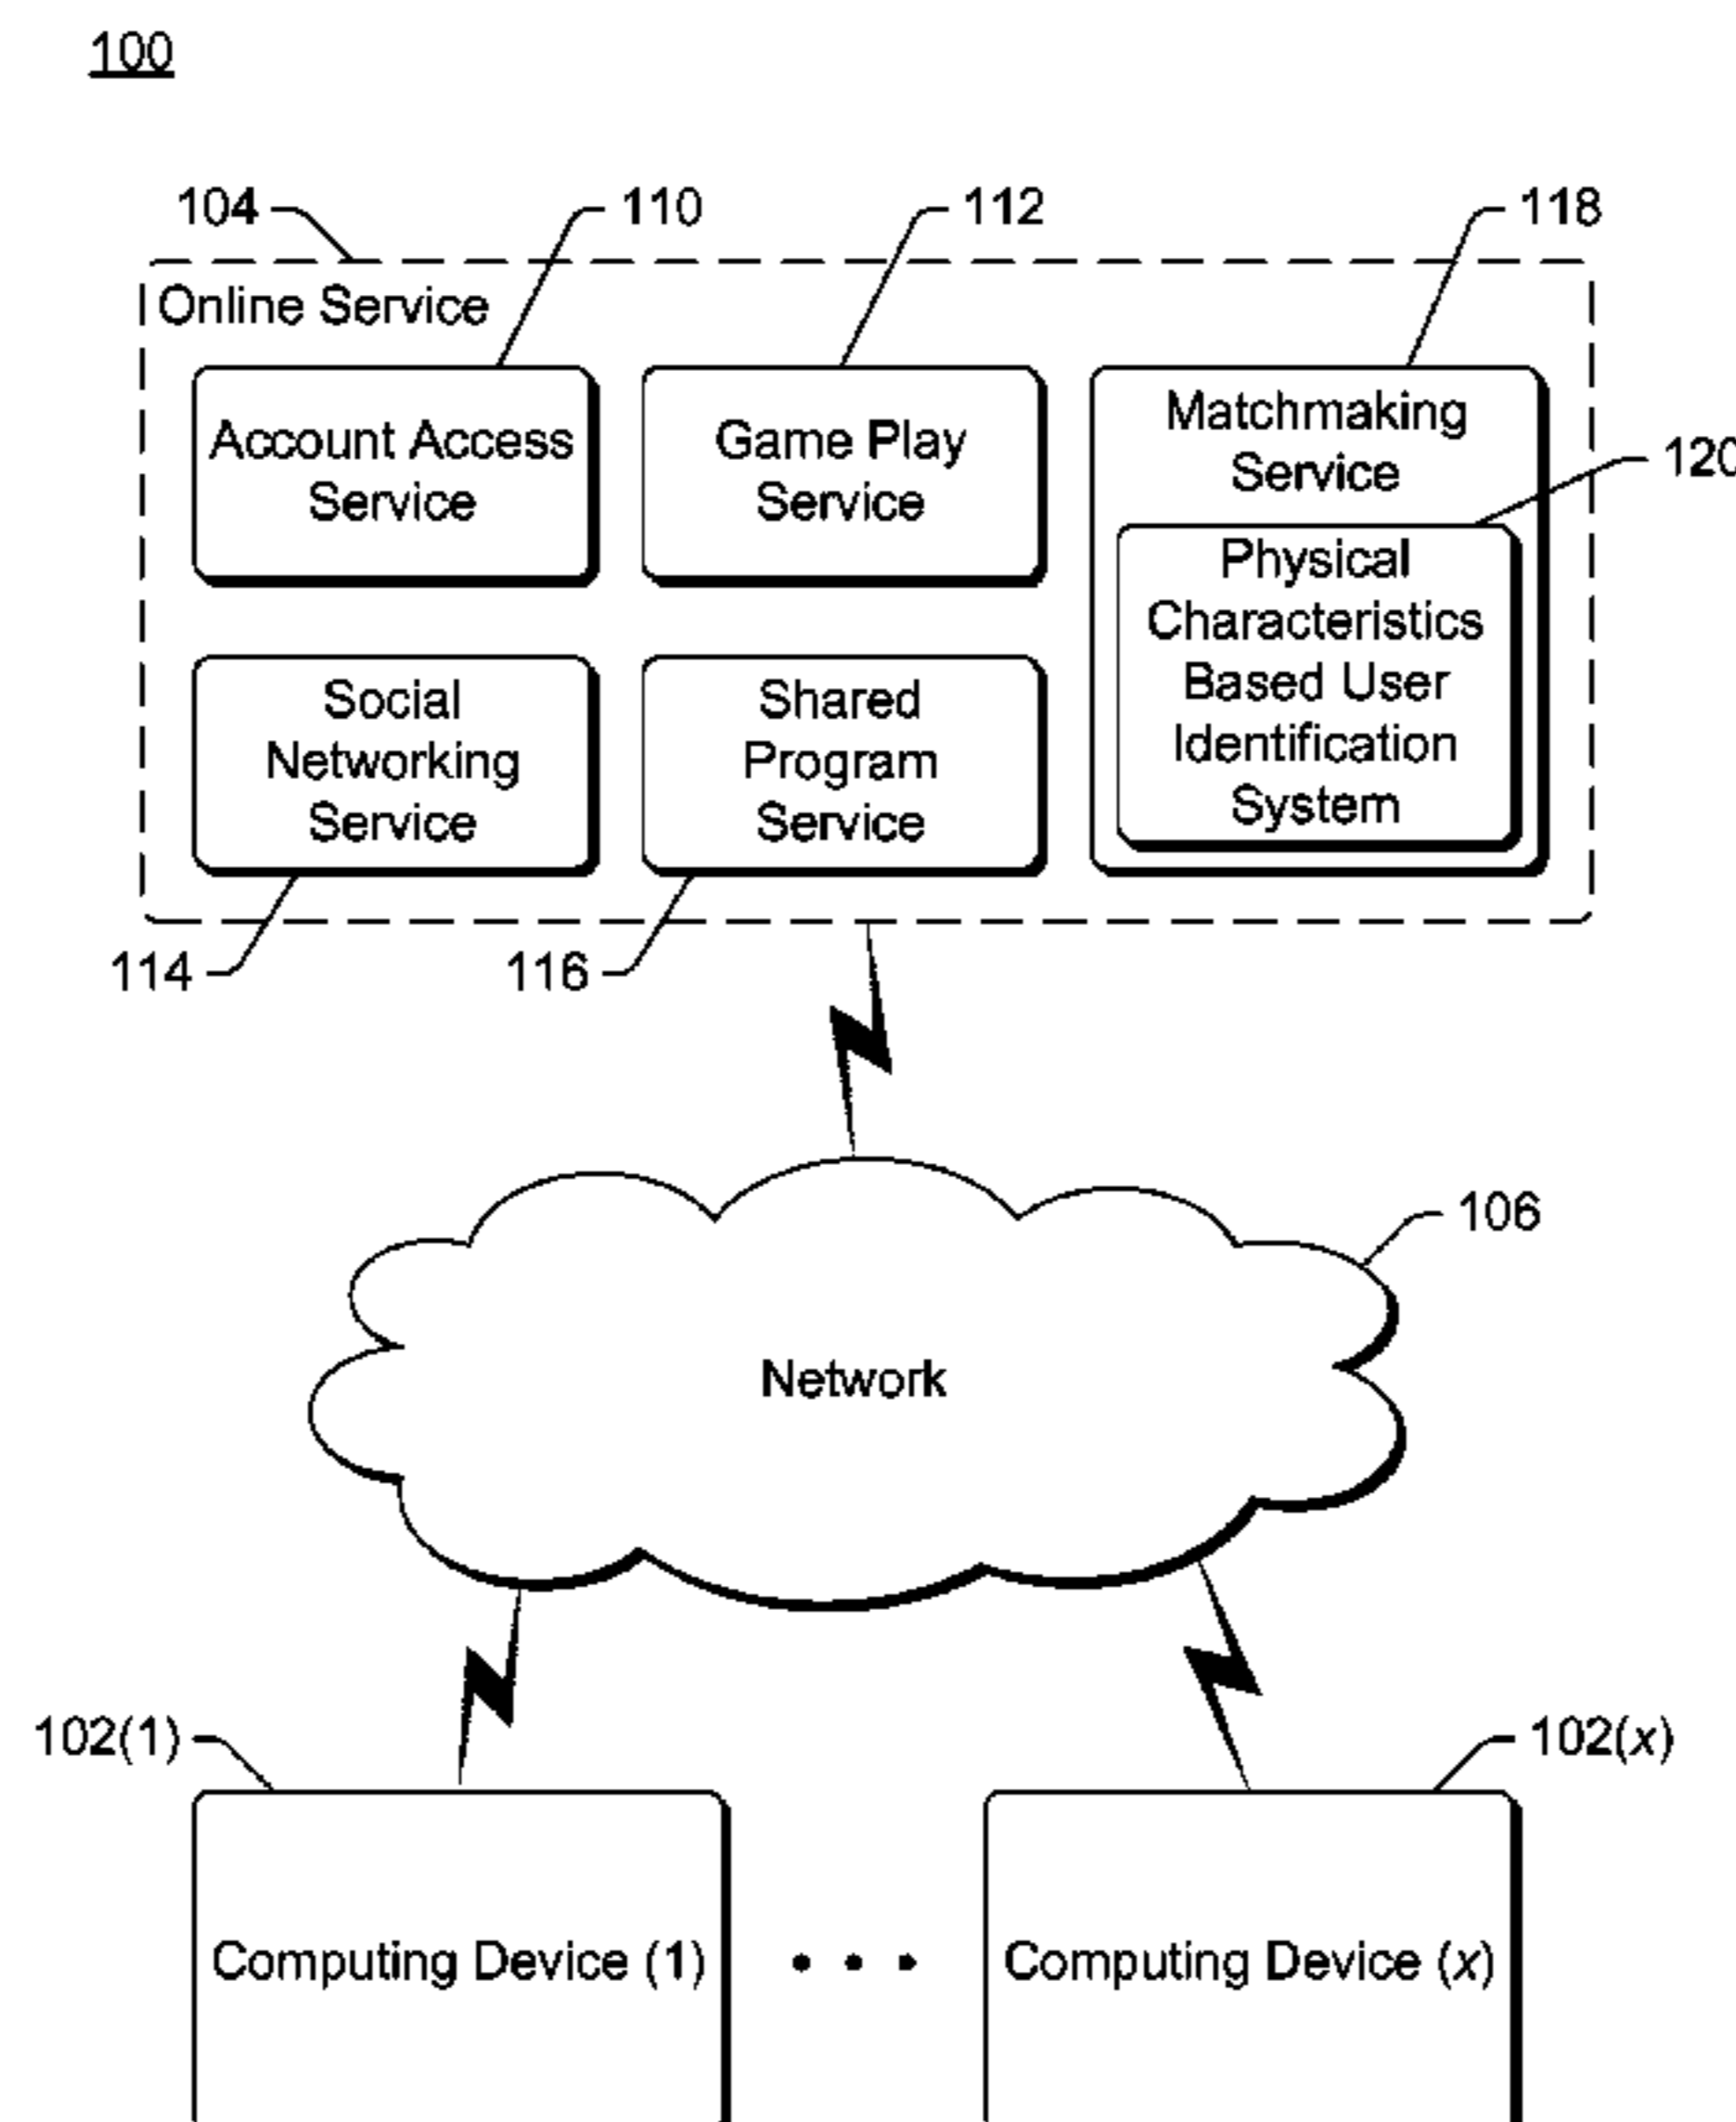 100
104
110
112
118
Online Service
Account Access
Service
Game Play
Service
Matchmaking
Service
120
Physical
Characteristics
Based User
Identification
System
Social
Networking
Service
Shared
Program
Service
114
116
106
Network
102(1)
102(x)
Computing Device (1)
• • •
Computing Device (x)